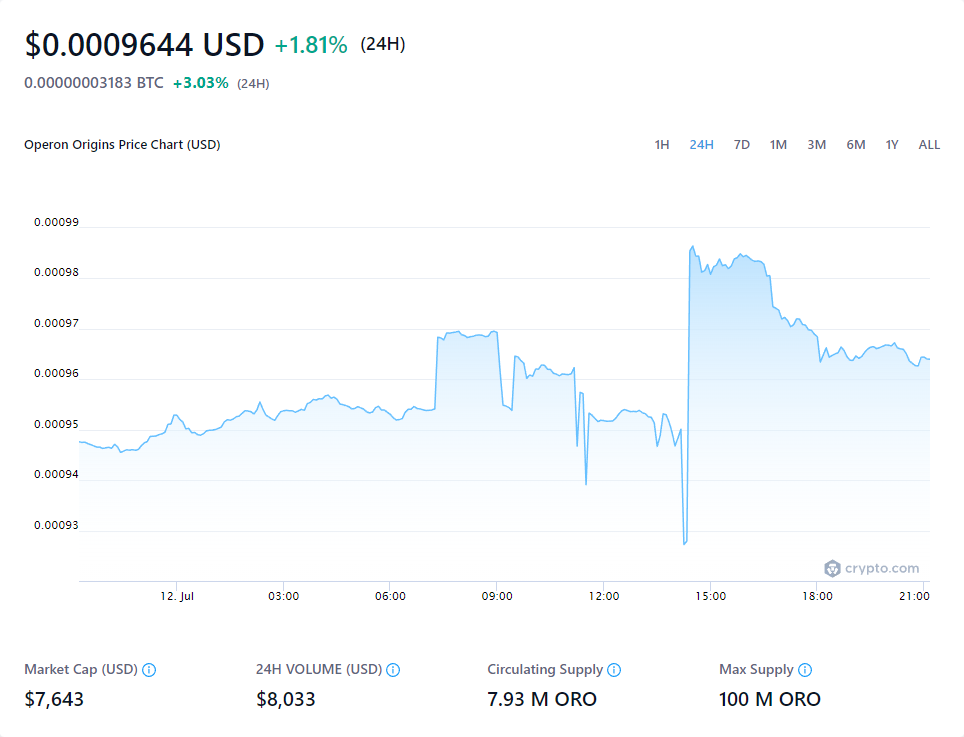 $0.0009644 USD +1.81% (24H)
0.00000003183 BTC +3.03% (24H)
Operon Origins Price Chart (USD) 1H 24H 7D 1M 3M 6M 1Y ALL
0.00099
0.00098
0.00097
0.00096
0.00095
0.00094
0.00093
crypto.com
12. Jul 03:00 06:00 09:00 12:00 15:00 18:00 21:00
Market Cap (USD) 24H VOLUME (USD) Circulating Supply Max Supply
$7,643 $8,033 7.93 M ORO 100 M ORO